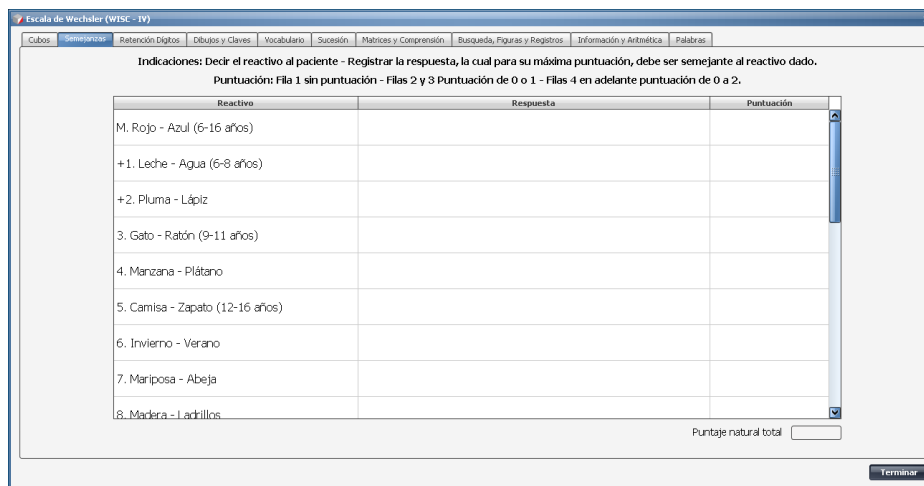 Escala de Wechsler (WISC - IV)
Cubos Semejanzas Retención Dígitos Dibujos y Claves Vocabulario Sucesión Matrices y Comprensión Busqueda, Figuras y Registros Información y Aritmética Palabras
Indicaciones: Decir el reactivo al paciente - Registrar la respuesta, la cual para su máxima puntuación, debe ser semejante al reactivo dado.
Puntuación: Fila 1 sin puntuación - Filas 2 y 3 Puntuación de 0 o 1 - Filas 4 en adelante puntuación de 0 a 2.
Reactivo Respuesta Puntuación
M. Rojo - Azul (6-16 años)
+1. Leche - Agua (6-8 años)
+2. Pluma - Lápiz
3. Gato - Ratón (9-11 años)
4. Manzana - Plátano
5. Camisa - Zapato (12-16 años)
6. Invierno - Verano
7. Mariposa - Abeja
8. Madera - Ladrillos
Puntaje natural total
Terminar